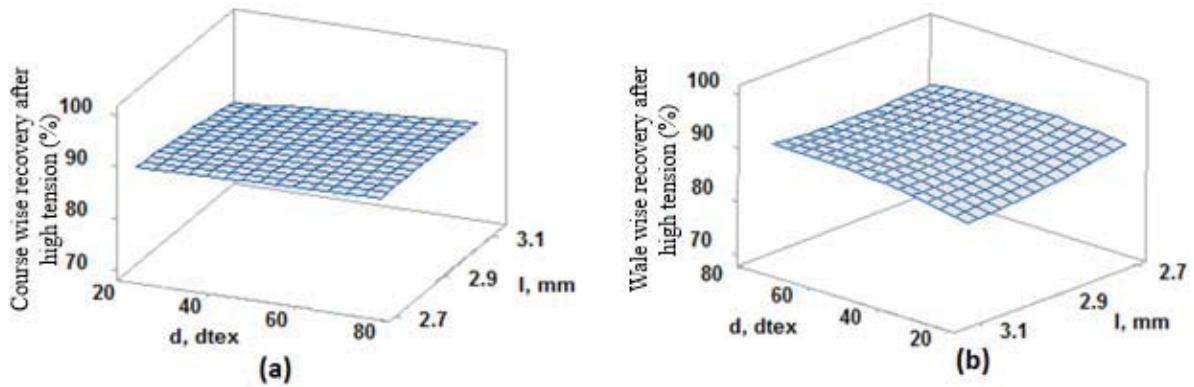 Course wise recovery after
high tension (%)
100
90
80
70
20
40
60
80
d, dtex
2.7
2.9
3.1
l, mm
(a)
Wale wise recovery after
high tension (%)
100
90
80
70
80
60
40
20
d, dtex
3.1
2.9
2.7
l, mm
(b)